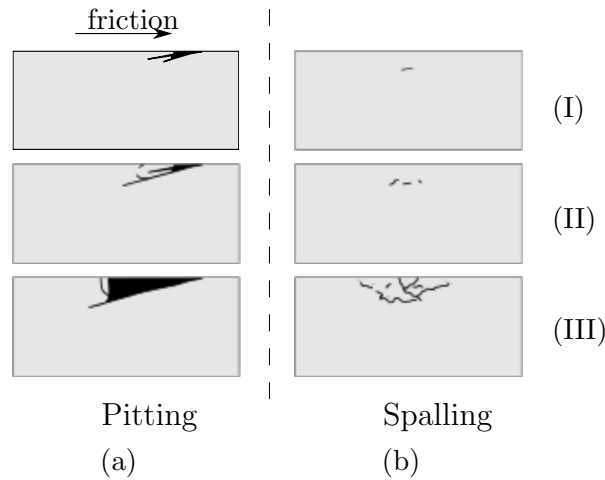 friction
(I)
(II)
(III)
Pitting
Spalling
(a)
(b)